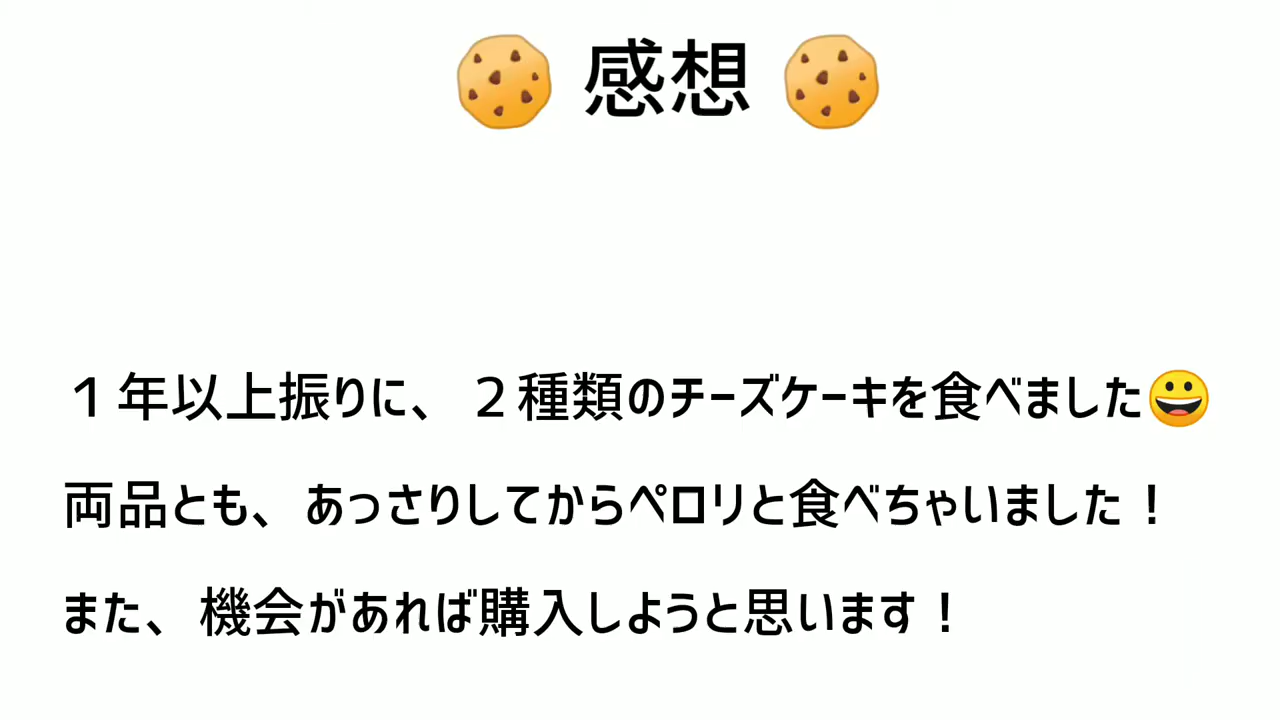 🍪 感想 🍪
１年以上振りに、２種類のチーズケーキを食べました😀
両品とも、あっさりしてからペロリと食べちゃいました！
また、機会があれば購入しようと思います！